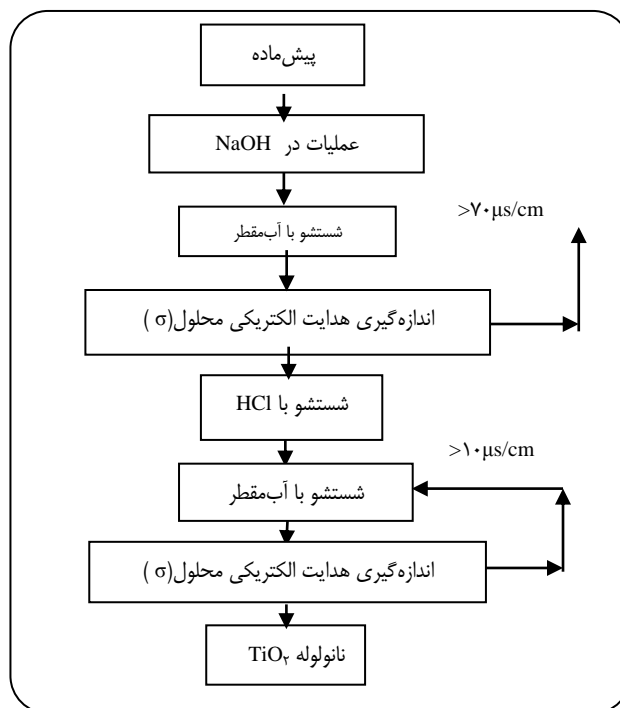 پیش‌ماده
عملیات در NaOH
شستشو با آب‌مقطر
>۷۰μs/cm
اندازه‌گیری هدایت الکتریکی محلول(σ )
شستشو با HCl
>۱۰μs/cm
شستشو با آب‌مقطر
اندازه‌گیری هدایت الکتریکی محلول(σ )
نانولوله TiO₂